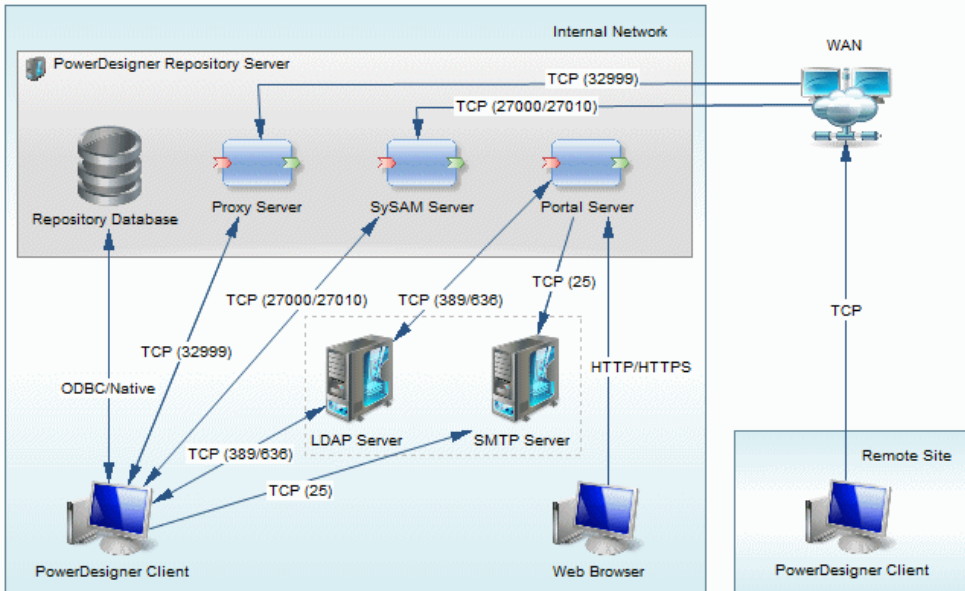 Internal Network
PowerDesigner Repository Server
WAN
TCP (32999)
TCP (27000/27010)
Repository Database
Proxy Server
SySAM Server
Portal Server
TCP (25)
TCP (27000/27010)
TCP (389/636)
TCP
TCP (32999)
HTTP/HTTPS
ODBC/Native
LDAP Server
SMTP Server
TCP (389/636)
Remote Site
TCP (25)
PowerDesigner Client
Web Browser
PowerDesigner Client